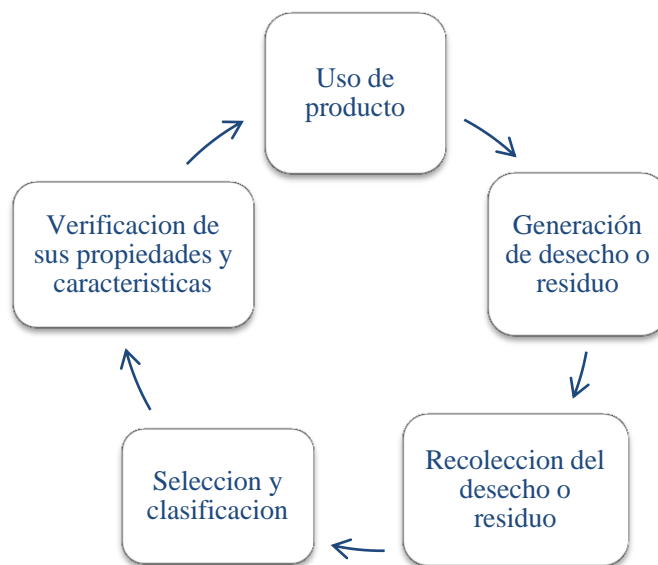 Uso de
producto
Generación
de desecho o
residuo
Recoleccion del
desecho o
residuo
Seleccion y
clasificacion
Verificacion de
sus propiedades y
caracteristicas